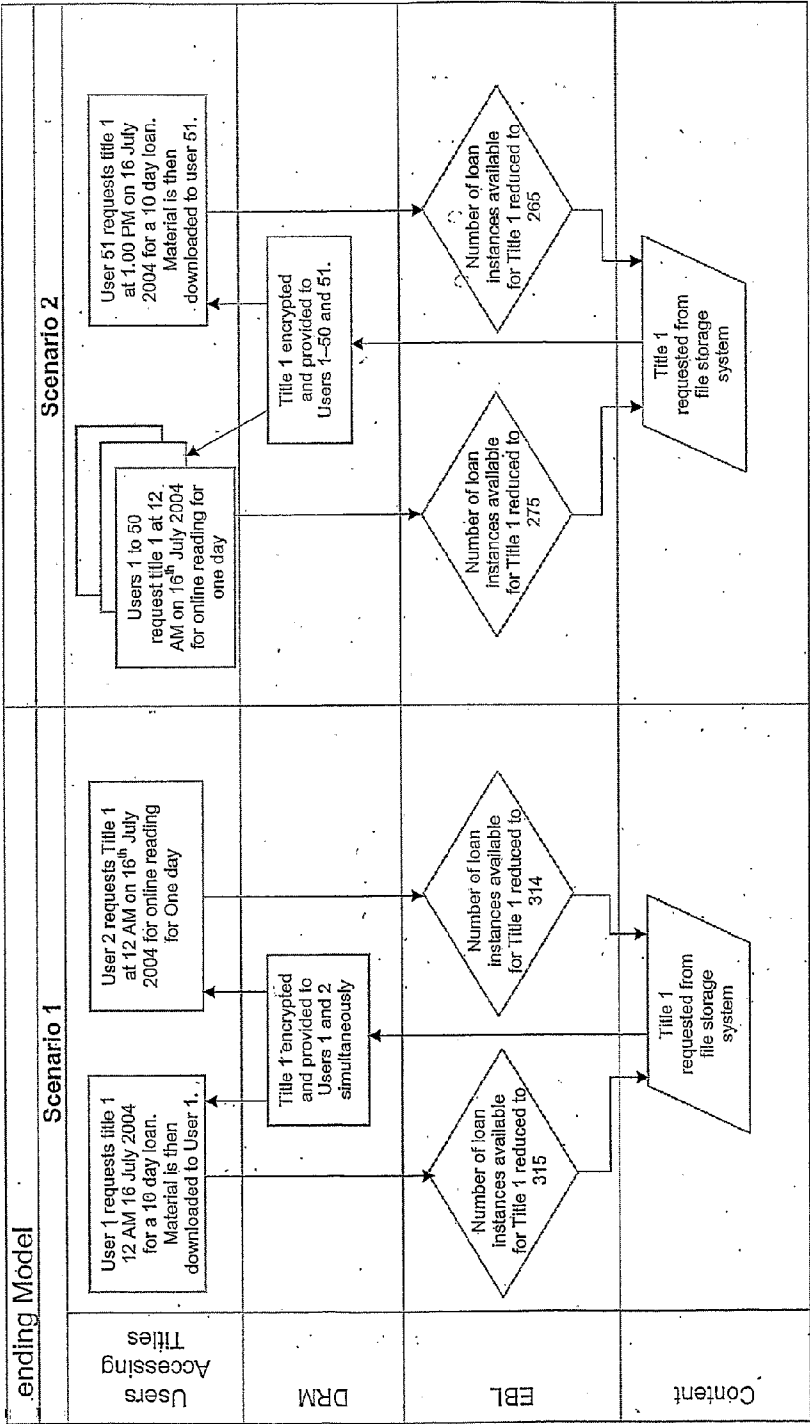 ending Model
Scenario 1
Scenario 2
Users
Accessing
Titles
User 1 requests title 1
12 AM 16 July 2004
for a 10 day loan.
Material is then
downloaded to User 1.
User 2 requests Title 1
at 12 AM on 16th July
2004 for online reading
for One day
Users 1 to 50
request title 1 at 12
AM on 16th July 2004
for online reading for
one day
User 51 requests title 1
at 1.00 PM on 16 July
2004 for a 10 day loan.
Material is then
downloaded to user 51.
DRM
Title 1 encrypted
and provided to
Users 1 and 2
simultaneously
Title 1 encrypted
and provided to
Users 1–50 and 51.
EBL
Number of loan
instances available
for Title 1 reduced to
315
Number of loan
instances available
for Title 1 reduced to
314
Number of loan
instances available
for Title 1 reduced to
275
Number of loan
instances available
for Title 1 reduced to
265
Content
Title 1
requested from
file storage
system
Title 1
requested from
file storage
system